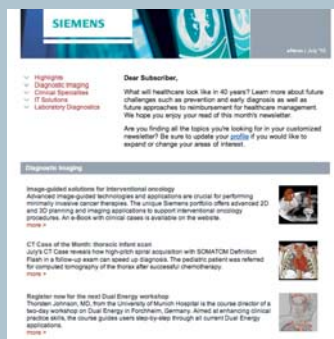 SIEMENS
eNews | July '10
Highlights
Diagnostic Imaging
Clinical Specialties
IT Solutions
Laboratory Diagnostics
Dear Subscriber,
What will healthcare look like in 40 years? Learn more about future
challenges such as prevention and early diagnosis as well as
future approaches to reimbursement for healthcare management.
We hope you enjoy your read of this month's newsletter.
Are you finding all the topics you're looking for in your customized
newsletter? Be sure to update your profile if you would like to
expand or change your areas of interest.
Diagnostic Imaging
Image-guided solutions for interventional oncology
Advanced image-guided technologies and applications are crucial for performing
minimally invasive cancer therapies. The unique Siemens portfolio offers advanced 2D
and 3D planning and imaging applications to support interventional oncology
procedures. An e-Book with clinical cases is available on the website.
more >
CT Case of the Month: thoracic infant scan
July's CT Case reveals how high-pitch spiral acquisition with SOMATOM Definition
Flash in a follow-up exam can speed up diagnosis. The pediatric patient was referred
for computed tomography of the thorax after successful chemotherapy.
more >
Register now for the next Dual Energy workshop
Thorsten Johnson, MD, from the University of Munich Hospital is the course director of a
two-day workshop on Dual Energy in Forchheim, Germany. Aimed at enhancing clinical
practice skills, the course guides users step-by-step through all current Dual Energy
applications.
more >